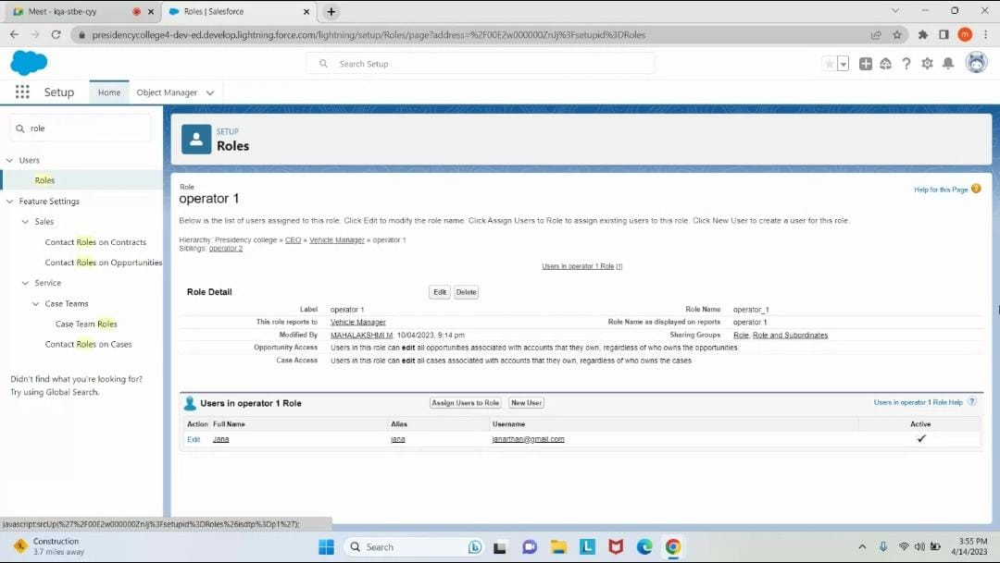 Meet - iqa-stbe-cyy
Roles | Salesforce
presidencycollege4-dev-ed.develop.lightning.force.com/lightning/setup/Roles/page?address=%2F00E2w000000ZnJj%3Fsetupid%3DRoles
m
Search Setup
Setup
Home
Object Manager
role
Users
Roles
Feature Settings
Sales
Contact Roles on Contracts
Contact Roles on Opportunities
Service
Case Teams
Case Team Roles
Contact Roles on Cases
Didn't find what you're looking for?
Try using Global Search.
SETUP
Roles
Role
operator 1
Help for this Page
Below is the list of users assigned to this role. Click Edit to modify the role name. Click Assign Users to Role to assign existing users to this role. Click New User to create a user for this role.
Hierarchy: Presidency college » CEO » Vehicle Manager » operator 1
Siblings: operator 2
Users in operator 1 Role [1]
Role Detail
Edit Delete
Label operator 1 Role Name operator_1
This role reports to Vehicle Manager Role Name as displayed on reports operator 1
Modified By MAHALAKSHMI M, 10/04/2023, 9:14 pm Sharing Groups Role, Role and Subordinates
Opportunity Access Users in this role can edit all opportunities associated with accounts that they own, regardless of who owns the opportunities
Case Access Users in this role can edit all cases associated with accounts that they own, regardless of who owns the cases
Users in operator 1 Role
Assign Users to Role New User
Users in operator 1 Role Help ?
Action Full Name Alias Username Active
Edit Jana jana janarthan@gmail.com
javascript:srcUp(%27%2F00E2w000000ZnJj%3Fsetupid%3DRoles%26isdtp%3Dp1%27);
Construction
3.7 miles away
Search
L
3:55 PM
4/14/2023